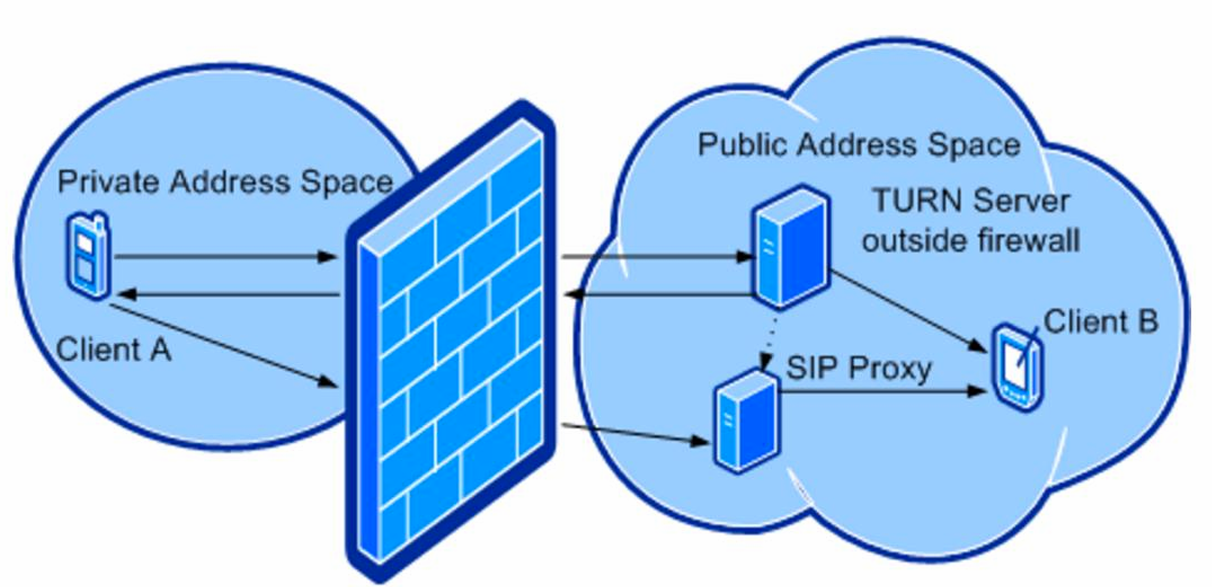 Private Address Space
Client A
Public Address Space
TURN Server
outside firewall
Client B
SIP Proxy